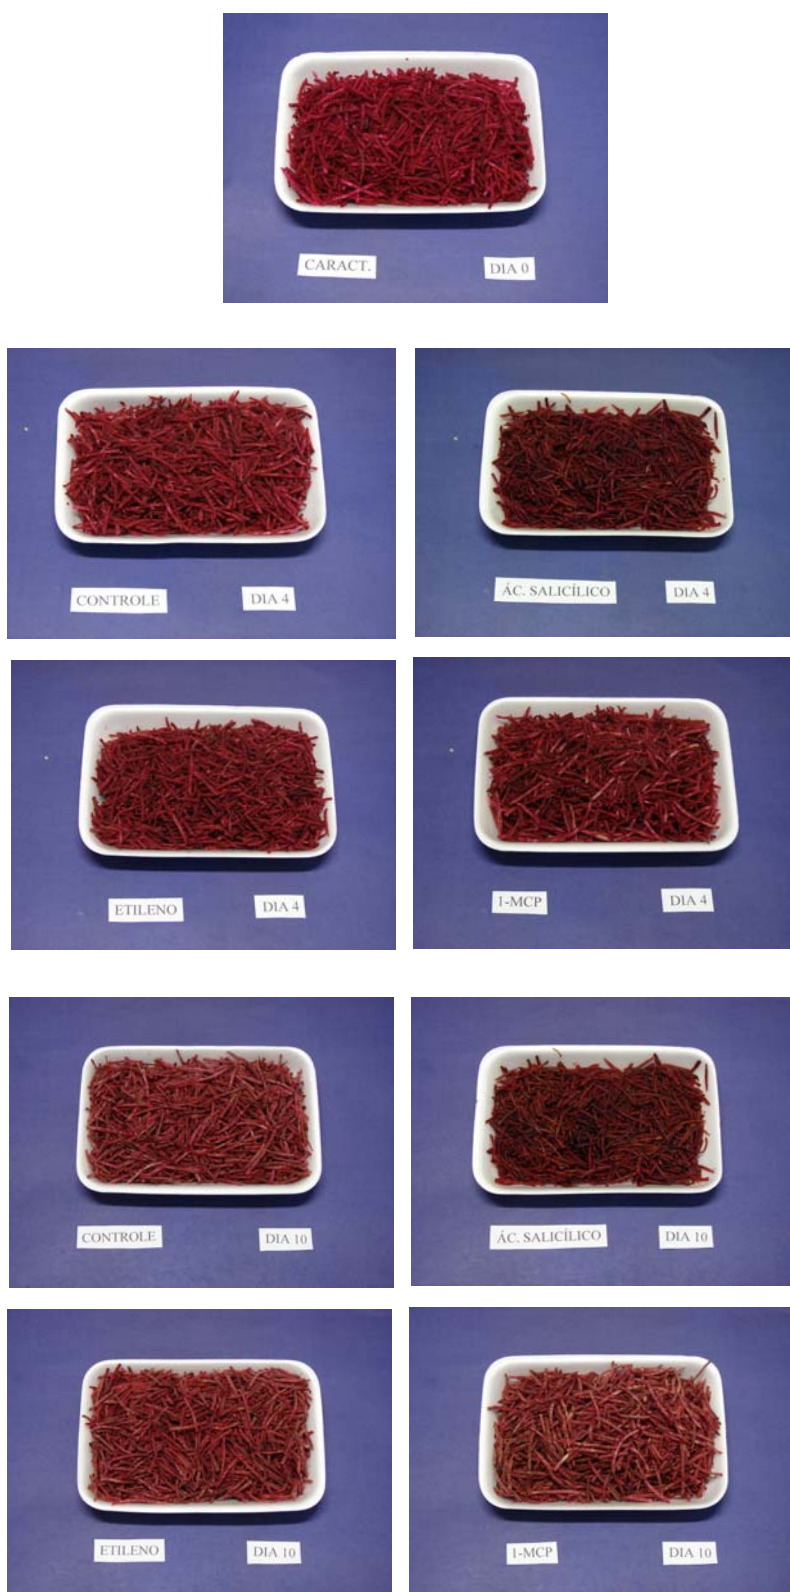 CARACT. DIA 0
CONTROLE DIA 4
ÁC. SALICÍLICO DIA 4
ETILENO DIA 4
1-MCP DIA 4
CONTROLE DIA 10
ÁC. SALICÍLICO DIA 10
ETILENO DIA 10
1-MCP DIA 10